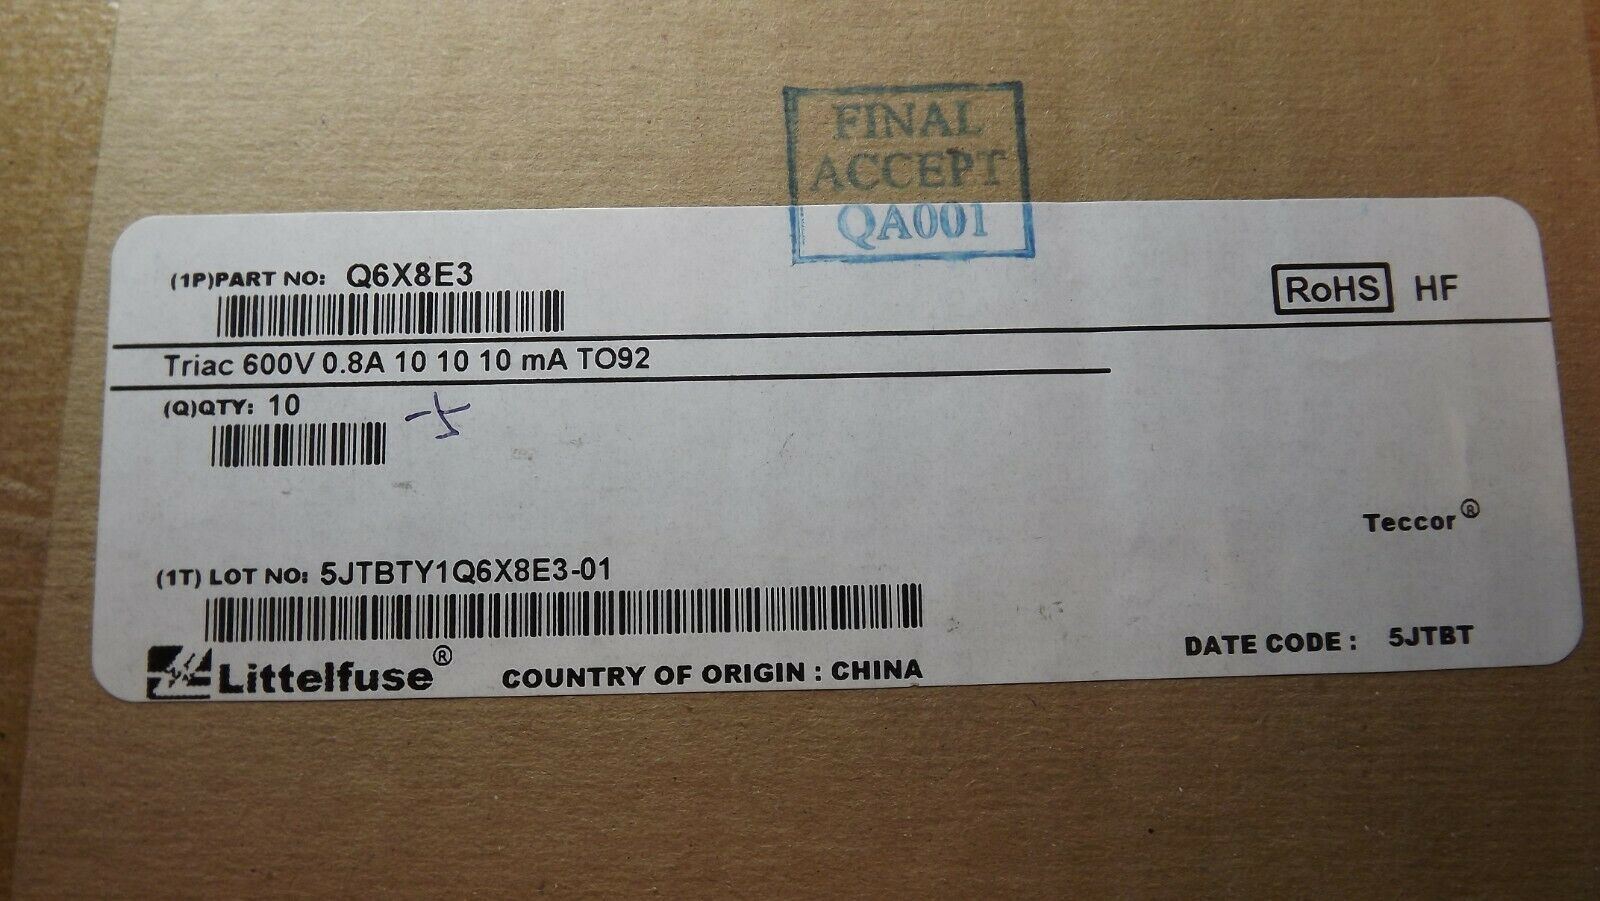 FINAL
ACCEPT
QA001
(1P)PART NO: Q6X8E3
RoHS HF
Triac 600V 0.8A 10 10 10 mA TO92
(Q)QTY: 10
Teccor®
(1T) LOT NO: 5JTBTY1Q6X8E3-01
DATE CODE : 5JTBT
Littelfuse® COUNTRY OF ORIGIN : CHINA